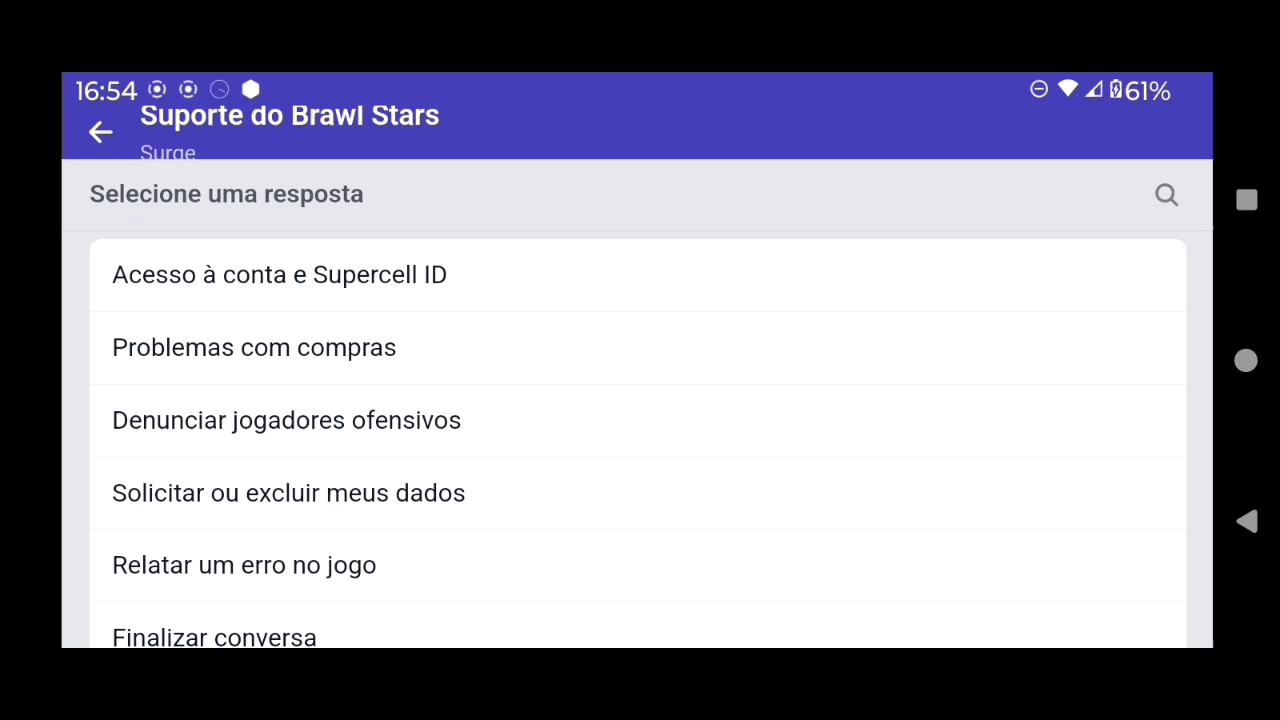 16:54
61%
Suporte do Brawl Stars
Surge
Selecione uma resposta
Acesso à conta e Supercell ID
Problemas com compras
Denunciar jogadores ofensivos
Solicitar ou excluir meus dados
Relatar um erro no jogo
Finalizar conversa